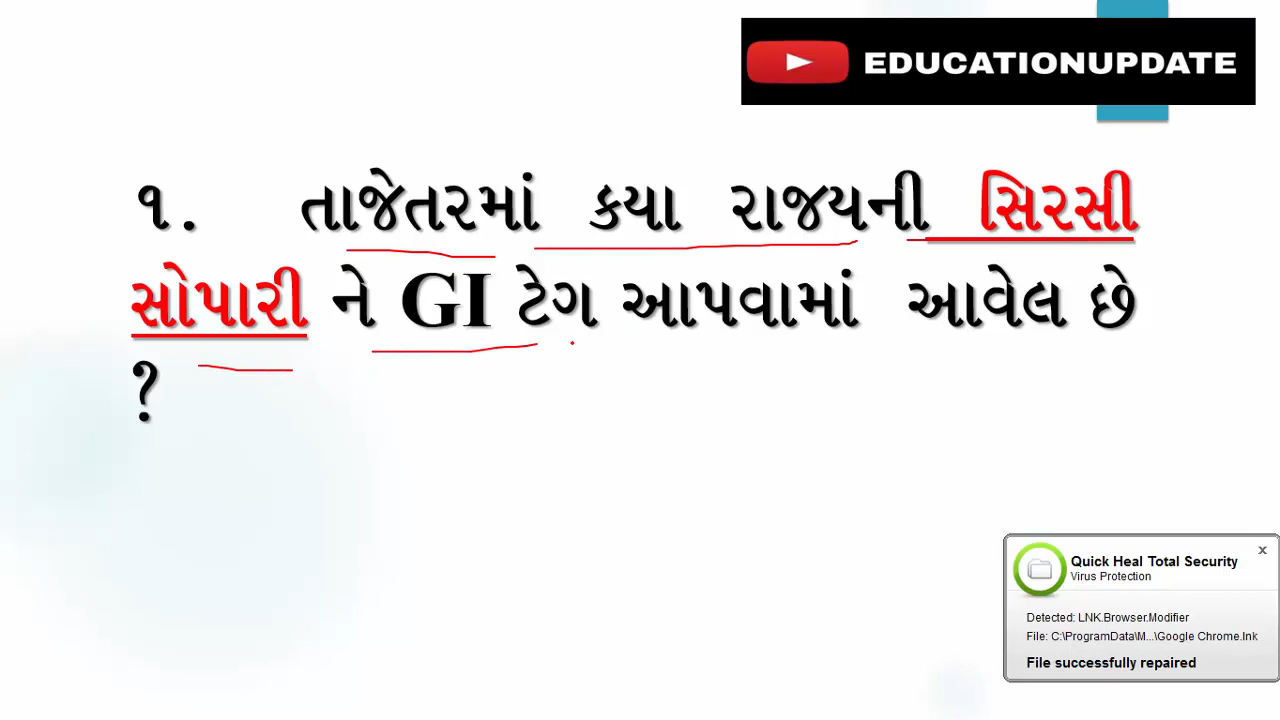 EDUCATIONUPDATE
૧. તાજેતરમાં કયા રાજયની સિરસી
સોપારી ને GI ટેગ આપવામાં આવેલ છે
?
Quick Heal Total Security x
Virus Protection
Detected: LNK.Browser.Modifier
File: C:\ProgramData\M...\Google Chrome.lnk
File successfully repaired